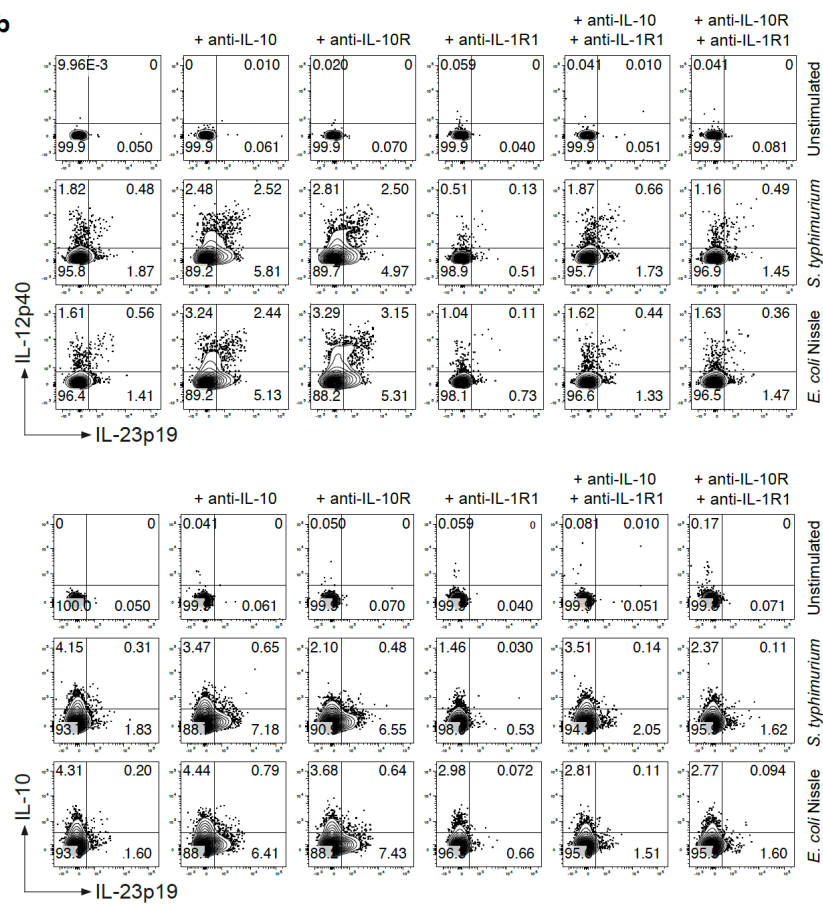 b
+ anti-IL-10 + anti-IL-10R
+ anti-IL-10 + anti-IL-10R + anti-IL-1R1 + anti-IL-1R1 + anti-IL-1R1
9.96E-3 0 0 0.010 0.020 0 0.059 0 0.041 0.010 0.041 0
99.9 0.050 99.9 0.061 99.9 0.070 99.9 0.040 99.9 0.051 99.9 0.081
Unstimulated
1.82 0.48 2.48 2.52 2.81 2.50 0.51 0.13 1.87 0.66 1.16 0.49
95.8 1.87 89.2 5.81 89.7 4.97 98.9 0.51 95.7 1.73 96.9 1.45
S. typhimurium
1.61 0.56 3.24 2.44 3.29 3.15 1.04 0.11 1.62 0.44 1.63 0.36
96.4 1.41 89.2 5.13 88.2 5.31 98.1 0.73 96.6 1.33 96.5 1.47
E. coli Nissle
IL-12p40
IL-23p19
+ anti-IL-10 + anti-IL-10R
+ anti-IL-10 + anti-IL-10R + anti-IL-1R1 + anti-IL-1R1 + anti-IL-1R1
0 0 0.041 0 0.050 0 0.059 0 0.081 0.010 0.17 0
100.0 0.050 0.061 0.070 0.040 0.051 0.071
Unstimulated
4.15 0.31 3.47 0.65 2.10 0.48 1.46 0.030 3.51 0.14 2.37 0.11
1.83 7.18 6.55 0.53 2.05 1.62
S. typhimurium
4.31 0.20 4.44 0.79 3.68 0.64 2.98 0.072 2.81 0.11 2.77 0.094
1.60 6.41 7.43 0.66 1.51 1.60
E. coli Nissle
IL-10
IL-23p19